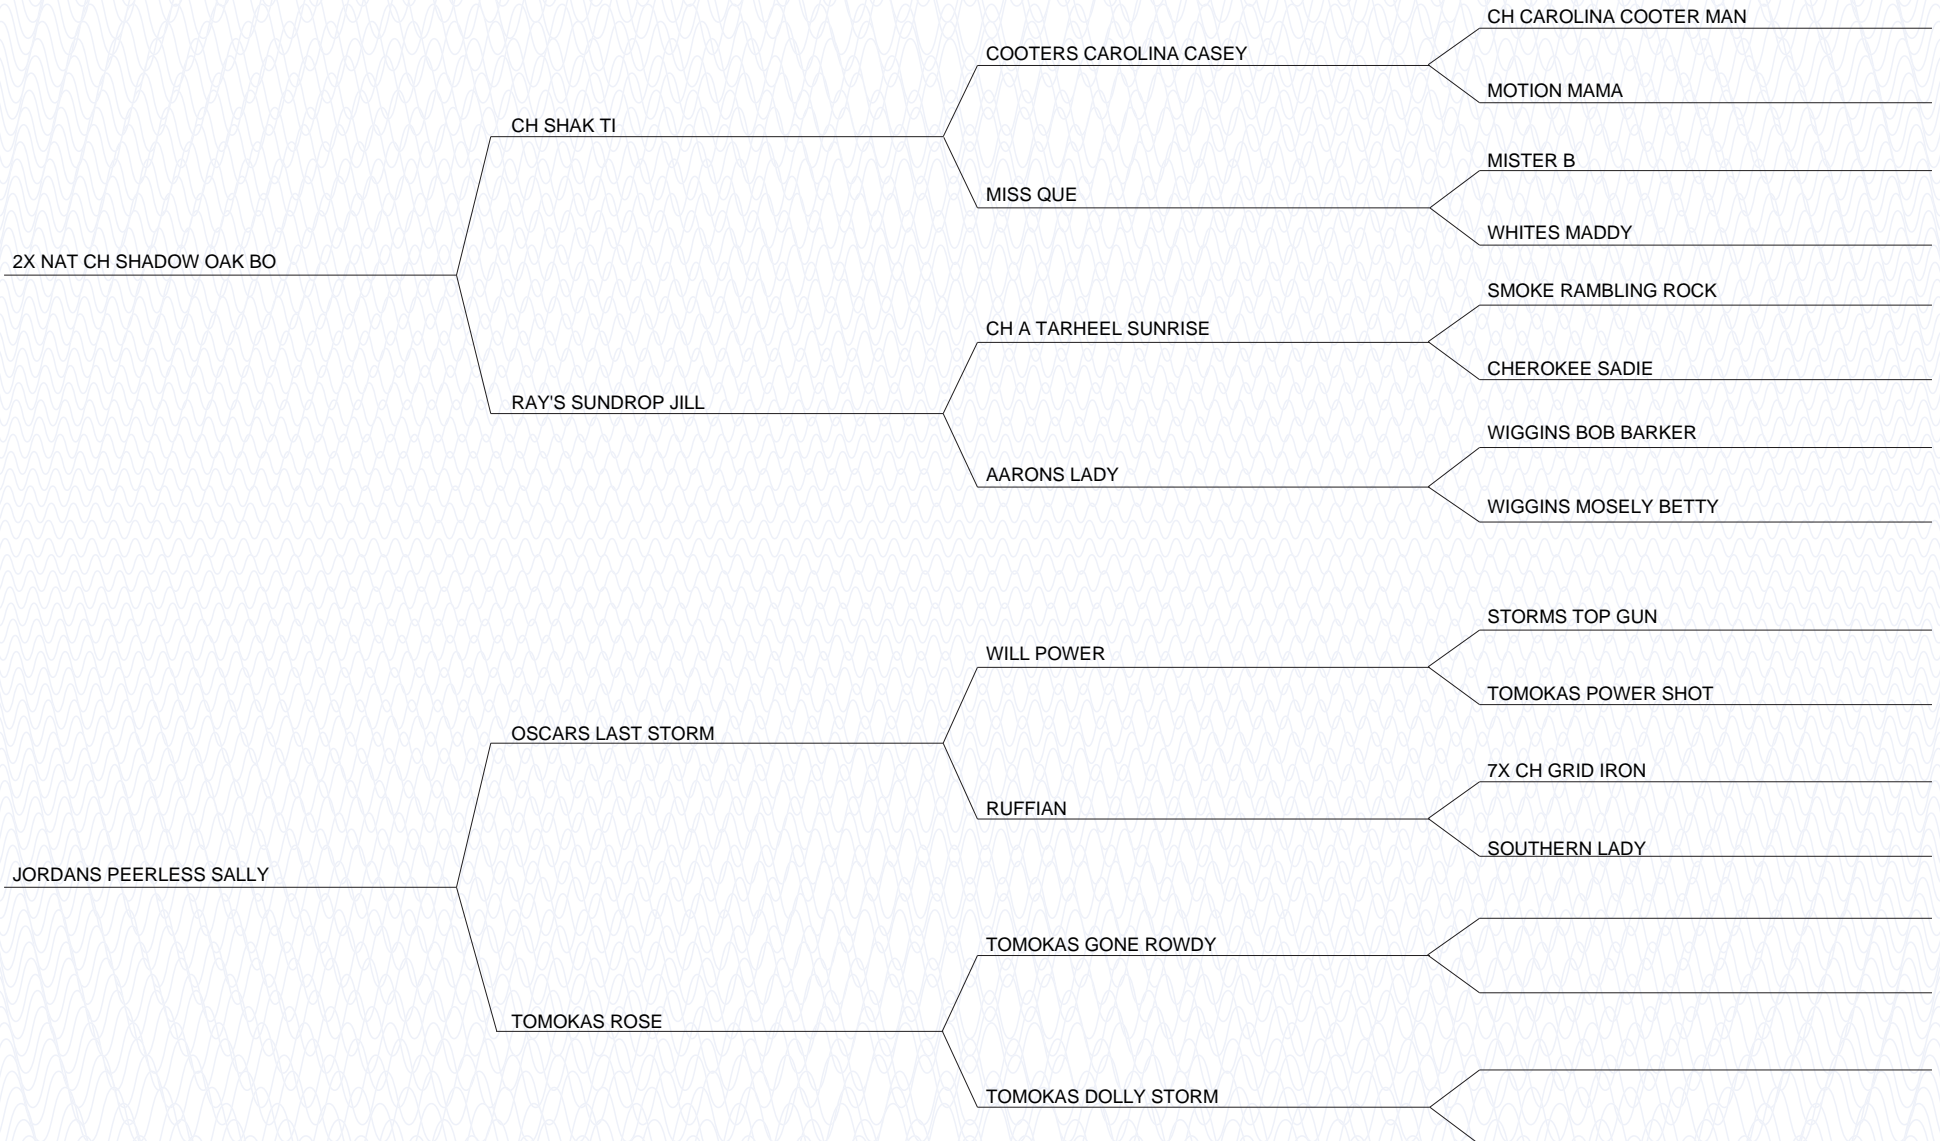 CH CAROLINA COOTER MAN
COOTERS CAROLINA CASEY
MOTION MAMA
CH SHAK TI
MISTER B
MISS QUE
WHITES MADDY
2X NAT CH SHADOW OAK BO
SMOKE RAMBLING ROCK
CH A TARHEEL SUNRISE
CHEROKEE SADIE
RAY'S SUNDROP JILL
WIGGINS BOB BARKER
AARONS LADY
WIGGINS MOSELY BETTY
STORMS TOP GUN
WILL POWER
TOMOKAS POWER SHOT
OSCARS LAST STORM
7X CH GRID IRON
RUFFIAN
SOUTHERN LADY
JORDANS PEERLESS SALLY
TOMOKAS GONE ROWDY
TOMOKAS ROSE
TOMOKAS DOLLY STORM